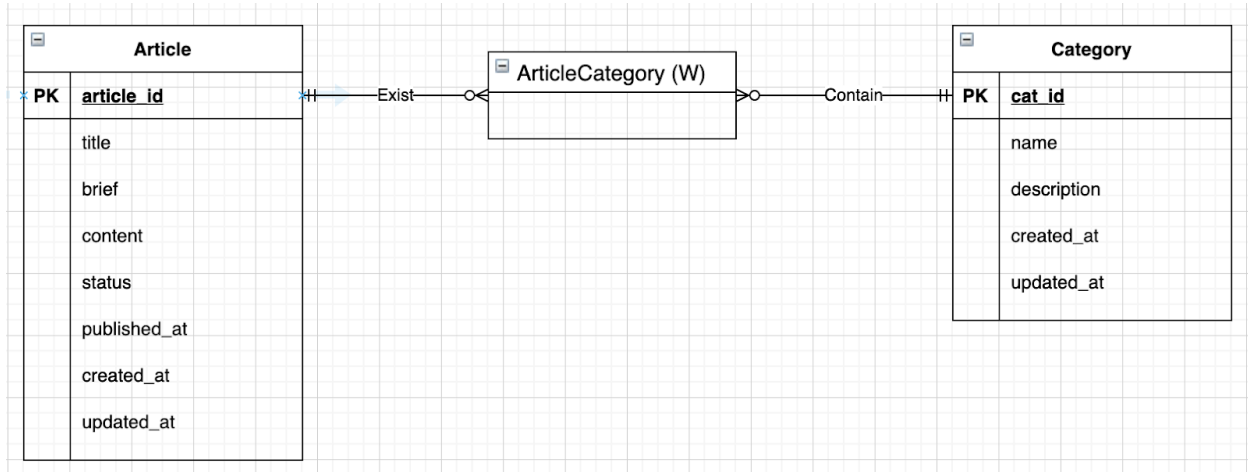 Article
PK article_id
title
brief
content
status
published_at
created_at
updated_at
Exist
ArticleCategory (W)
Contain
Category
PK cat_id
name
description
created_at
updated_at